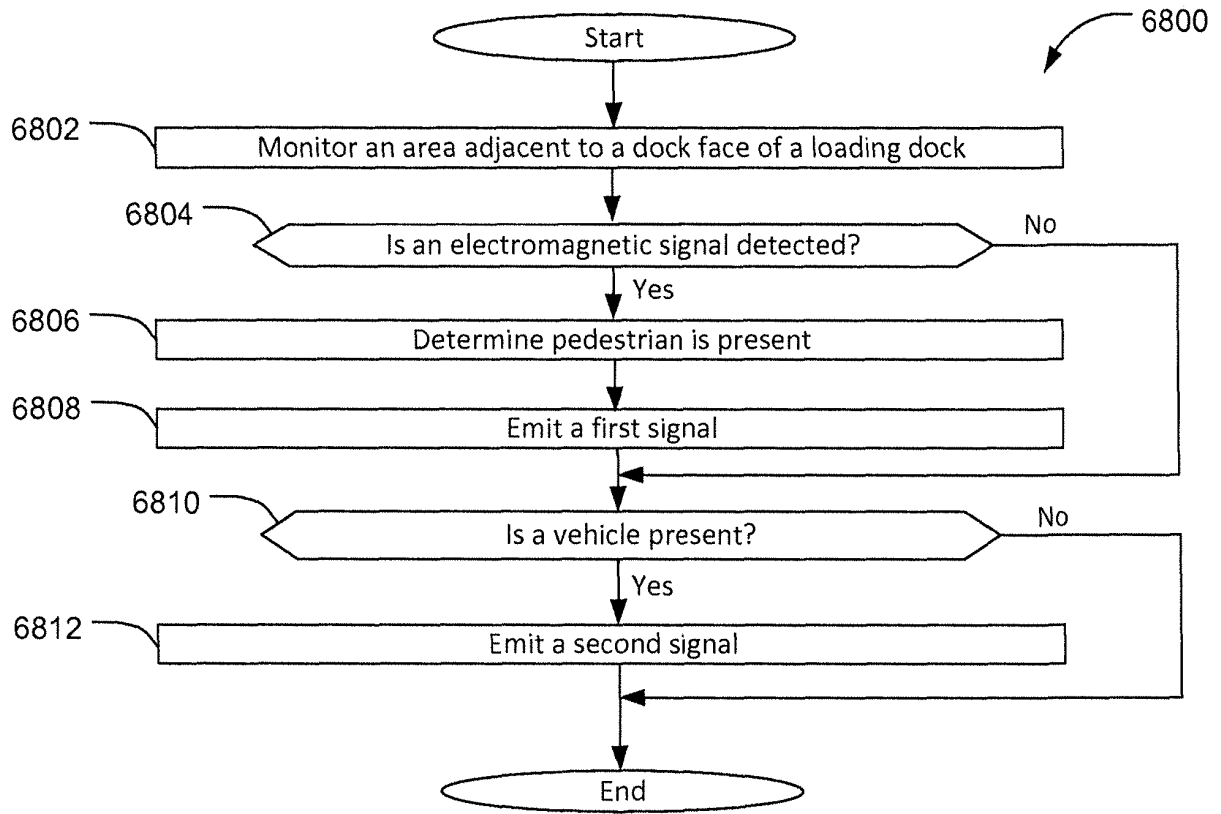 Start
6800
6802
Monitor an area adjacent to a dock face of a loading dock
6804
Is an electromagnetic signal detected?
No
Yes
6806
Determine pedestrian is present
6808
Emit a first signal
6810
Is a vehicle present?
No
Yes
6812
Emit a second signal
End